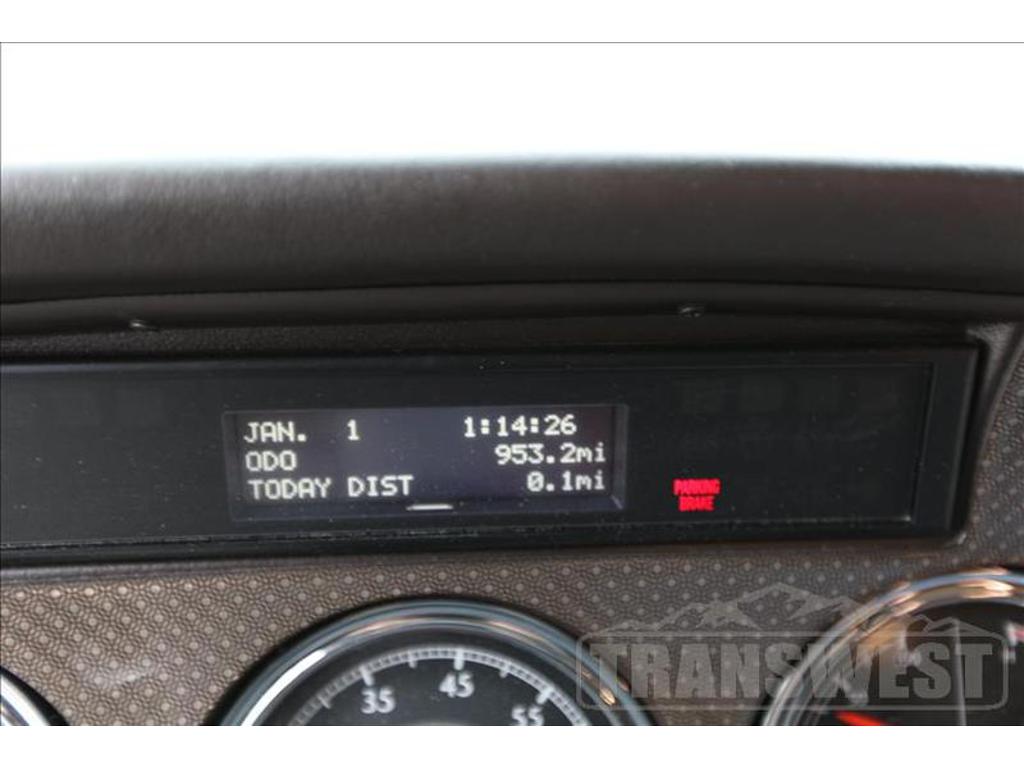 JAN. 1 1:14:26
ODO 953.2mi
TODAY DIST 0.1mi
PARKING
BRAKE
35 45 55
TRANSWEST